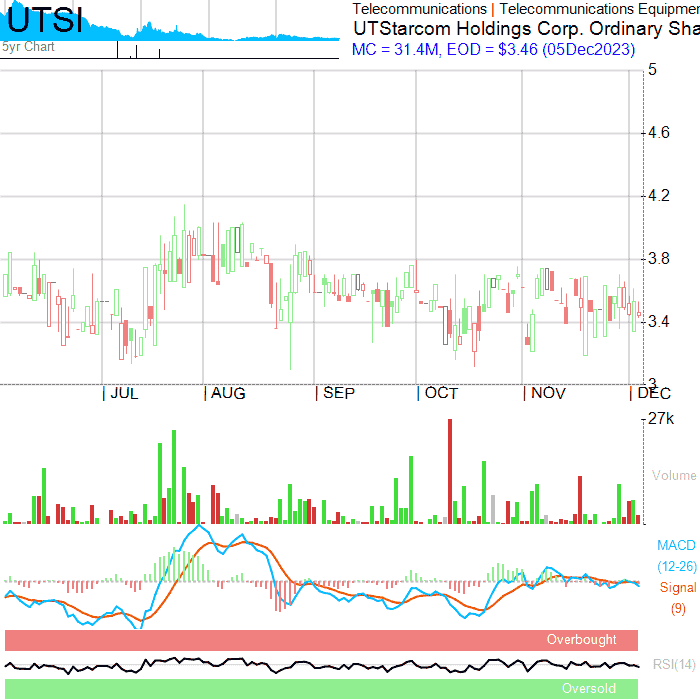 UTSI
5yr Chart
Telecommunications | Telecommunications Equipmen
UTStarcom Holdings Corp. Ordinary Sha
MC = 31.4M, EOD = $3.46 (05Dec2023)
5
4.6
4.2
3.8
3.4
3
JUL AUG SEP OCT NOV DEC
27k
Volume
MACD
(12-26)
Signal
(9)
Overbought
RSI(14)
Oversold